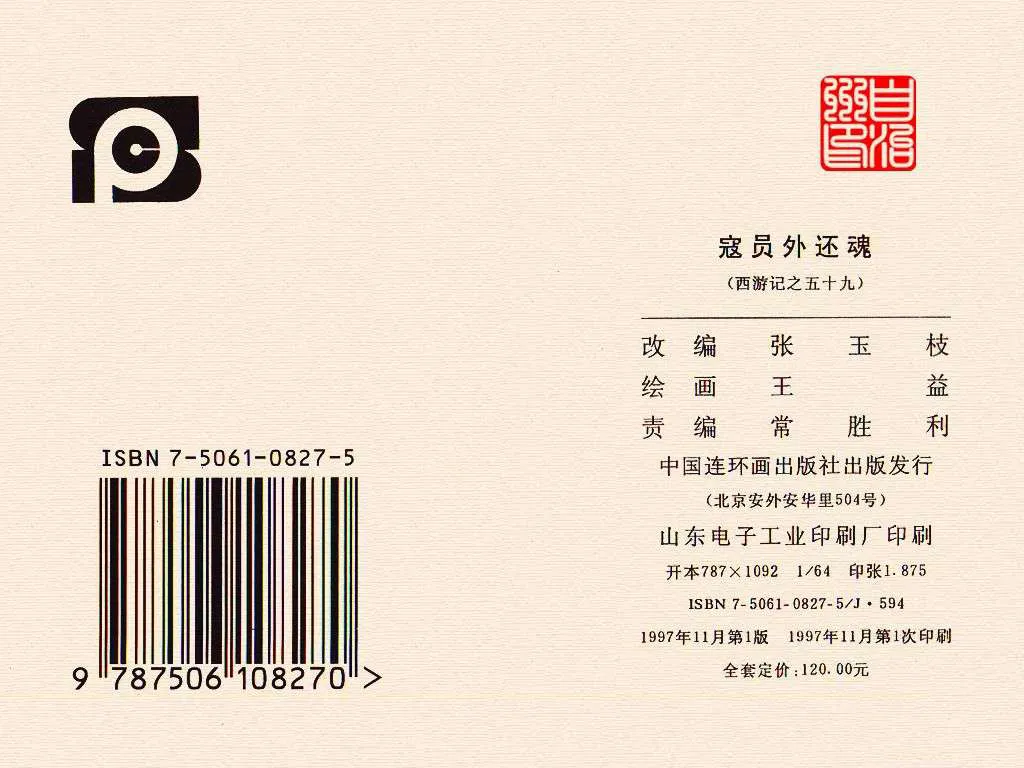 寇员外还魂
（西游记之五十九）
改编 张玉枝
绘画 王益
责编 常胜利
中国连环画出版社出版发行
（北京安外安华里504号）
山东电子工业印刷厂印刷
开本787×1092 1/64 印张1.875
ISBN 7-5061-0827-5/J·594
1997年11月第1版 1997年11月第1次印刷
全套定价：120.00元
ISBN 7-5061-0827-5
9 787506 108270 >